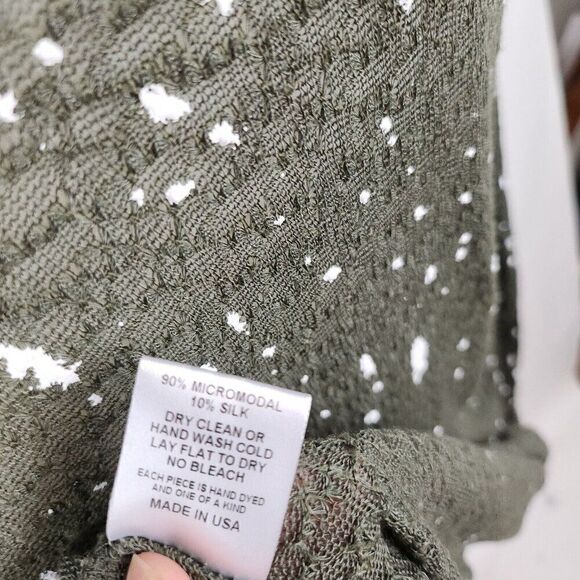 90% MICROMODAL
10% SILK
DRY CLEAN OR
HAND WASH COLD
LAY FLAT TO DRY
NO BLEACH
EACH PIECE IS HAND DYED
AND ONE OF A KIND
MADE IN USA